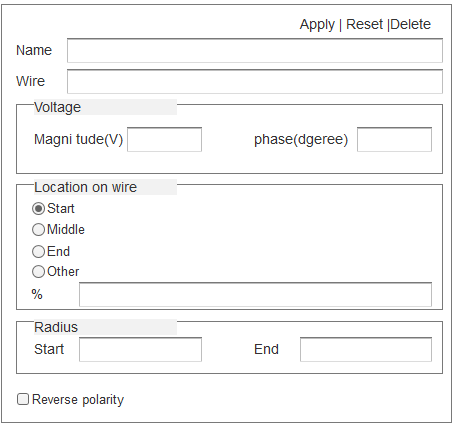 Apply | Reset |Delete
Name
Wire
Voltage
Magni tude(V) phase(dgeree)
Location on wire
Start
Middle
End
Other
%
Radius
Start End
Reverse polarity